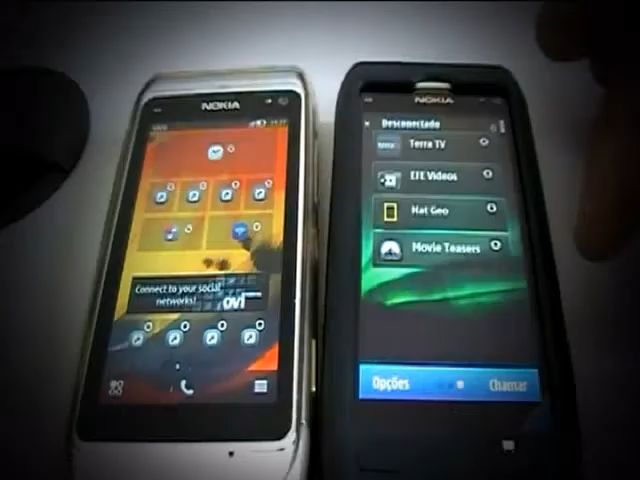 NOKIA
Connect to your social
networks!
ovi
NOKIA
Desconectado
Terra TV
EFE Videos
Nat Geo
Movie Teasers
Opções
Chamar